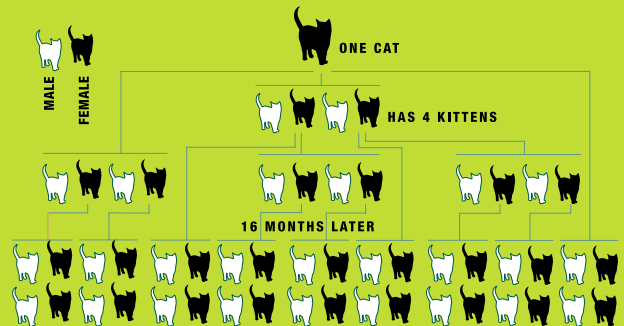 ONE CAT
MALE
FEMALE
HAS 4 KITTENS
16 MONTHS LATER